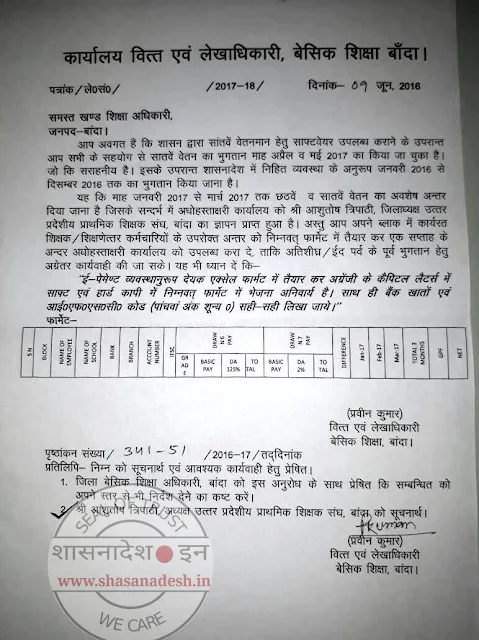 कार्यालय वित्त एवं लेखाधिकारी, बेसिक शिक्षा बाँदा।
पत्रांक/ले0सं0/ /2017-18/ दिनांक- 09 जून, 2016
समस्त खण्ड शिक्षा अधिकारी,
जनपद-बाँदा।
आप अवगत है कि शासन द्वारा सांतवें वेतनमान हेतु साफ्टवेयर उपलब्ध कराने के उपरान्त
आप सभी के सहयोग से सातवें वेतन का भुगतान माह अप्रैल व मई 2017 का किया जा चुका है।
जो कि सराहनीय है। इसके उपरान्त शासनादेश में निहित व्यवस्था के अनुरूप जनवरी 2016 से
दिसम्बर 2016 तक का भुगतान किया जाना है।
यह कि माह जनवरी 2017 से मार्च 2017 तक छठवें व सातवें वेतन का अवशेष अन्तर
दिया जाना है जिसके सन्दर्भ में अधोहस्ताक्षरी कार्यालय को श्री आशुतोष त्रिपाठी, जिलाध्यक्ष उत्तर
प्रदेशीय प्राथमिक शिक्षक संघ, बांदा का ज्ञापन प्राप्त हुआ है। अस्तु आप अपने ब्लाक में कार्यरत
शिक्षक/शिक्षणेत्तर कर्मचारियों के उपरोक्त अन्तर को निम्नवत् फार्मेट में तैयार कर एक सप्ताह के
अन्दर अधोहस्ताक्षरी कार्यालय को उपलब्ध करा दे, ताकि अतिशीघ्र/ईद पर्व के पूर्व भुगतान हेतु
अग्रेतर कार्यवाही की जा सके। यह भी ध्यान दें कि-
"ई-पेमेण्ट व्यवस्थानुरूप देयक एक्सेल फार्मेट में तैयार कर अग्रेंजी के कैपिटल लैटर्स में
साफ्ट एवं हार्ड कापी में निम्नवत् फार्मेट में भेजना अनिवार्य है। साथ ही बैंक खातों एवं
आई0एफ0एस0सी0 कोड (पांचवा अंक शून्य 0) सही-सही लिखा जाये।"
फार्मेट-
S.N BLOCK NAME OF EMPLOYEE NAME OF SCHOOL BANK BRANCH ACCOUNT NUMBER IFSC DRAW N6 PAY DRAW N7 PAY DIFFERENCE Jan-17 Feb-17 Mar-17 TOTAL 3 MONTHS GPF NET
GR AD E BASIC PAY DA 125% TO TAL BASIC PAY DA 2% TO TAL
(प्रवीन कुमार)
वित्त एवं लेखाधिकारी
बेसिक शिक्षा, बाँदा।
पृष्ठांकन संख्या/ 341-51 /2016-17/तद्दिनांक
प्रतिलिपि- निम्न को सूचनार्थ एवं आवश्यक कार्यवाही हेतु प्रेषित।
1. जिला बेसिक शिक्षा अधिकारी, बांदा को इस अनुरोध के साथ प्रेषित कि सम्बन्धित को
अपने स्तर से भी निर्देश देने का कष्ट करें।
2. श्री आशुतोष त्रिपाठी, अध्यक्ष उत्तर प्रदेशीय प्राथमिक शिक्षक संघ, बांदा को सूचनार्थ।
(प्रवीन कुमार)
वित्त एवं लेखाधिकारी
बेसिक शिक्षा, बाँदा।
SEAL OF TRUST
शासनादेश इन
www.shasanadesh.in
WE CARE